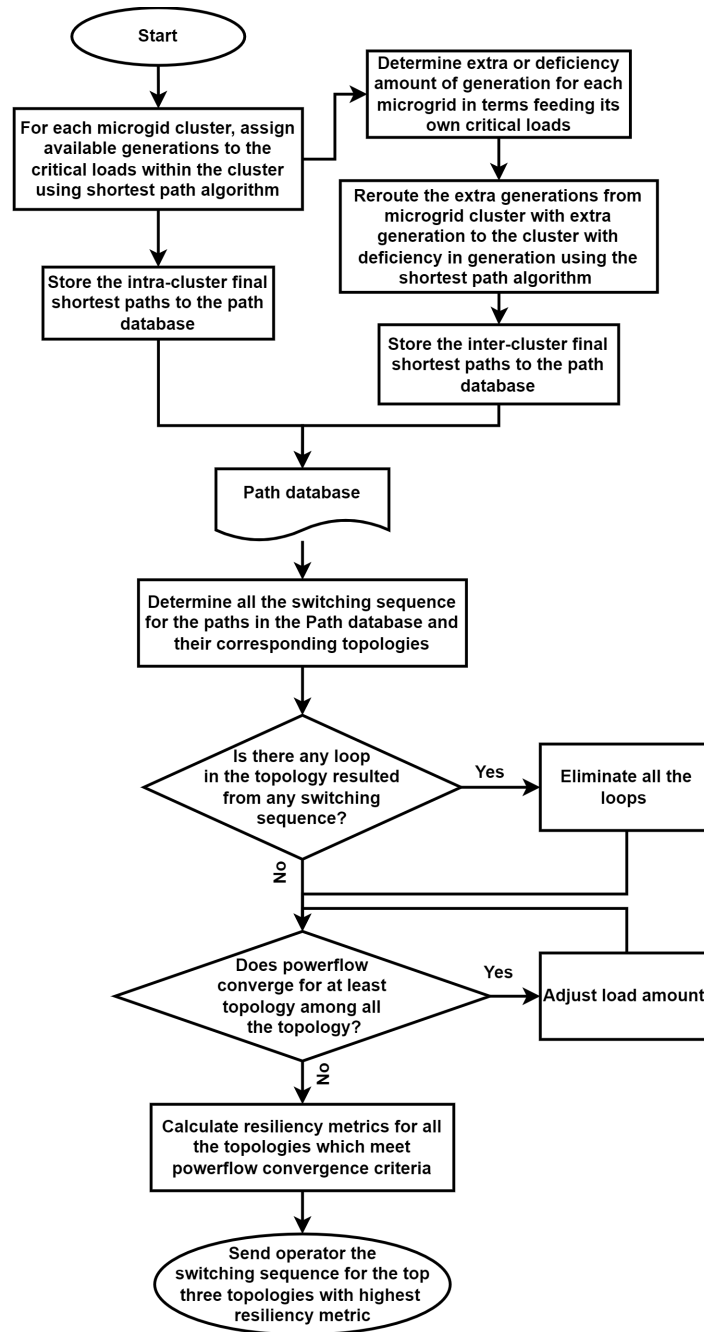 Start
For each microgid cluster, assign
available generations to the
critical loads within the cluster
using shortest path algorithm
Determine extra or deficiency
amount of generation for each
microgrid in terms feeding its
own critical loads
Reroute the extra generations from
microgrid cluster with extra
generation to the cluster with
deficiency in generation using the
shortest path algorithm
Store the intra-cluster final
shortest paths to the path
database
Store the inter-cluster final
shortest paths to the path
database
Path database
Determine all the switching sequence
for the paths in the Path database and
their corresponding topologies
Is there any loop
in the topology resulted
from any switching
sequence?
Yes
Eliminate all the
loops
No
Does powerflow
converge for at least
topology among all
the topology?
Yes
Adjust load amount
No
Calculate resiliency metrics for all
the topologies which meet
powerflow convergence criteria
Send operator the
switching sequence for the top
three topologies with highest
resiliency metric